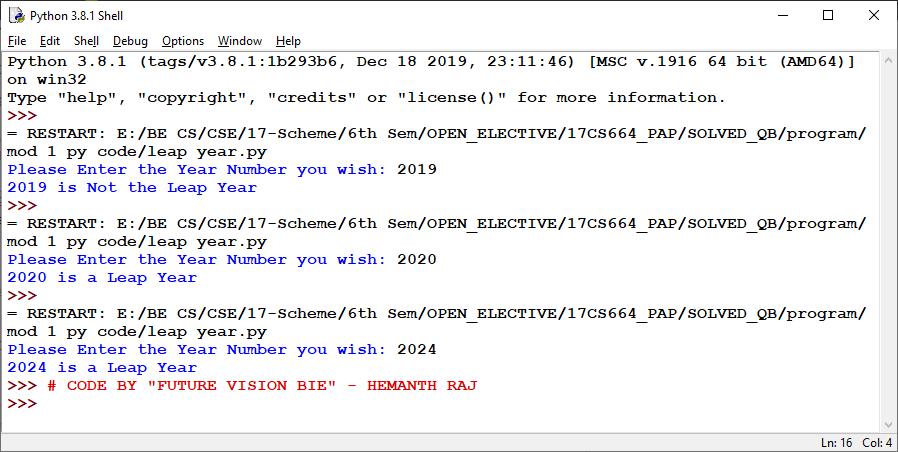 Python 3.8.1 Shell
File Edit Shell Debug Options Window Help
Python 3.8.1 (tags/v3.8.1:1b293b6, Dec 18 2019, 23:11:46) [MSC v.1916 64 bit (AMD64)]
on win32
Type "help", "copyright", "credits" or "license()" for more information.
>>>
= RESTART: E:/BE CS/CSE/17-Scheme/6th Sem/OPEN_ELECTIVE/17CS664_PAP/SOLVED_QB/program/
mod 1 py code/leap year.py
Please Enter the Year Number you wish: 2019
2019 is Not the Leap Year
>>>
= RESTART: E:/BE CS/CSE/17-Scheme/6th Sem/OPEN_ELECTIVE/17CS664_PAP/SOLVED_QB/program/
mod 1 py code/leap year.py
Please Enter the Year Number you wish: 2020
2020 is a Leap Year
>>>
= RESTART: E:/BE CS/CSE/17-Scheme/6th Sem/OPEN_ELECTIVE/17CS664_PAP/SOLVED_QB/program/
mod 1 py code/leap year.py
Please Enter the Year Number you wish: 2024
2024 is a Leap Year
>>> # CODE BY "FUTURE VISION BIE" - HEMANTH RAJ
>>>
Ln: 16 Col: 4